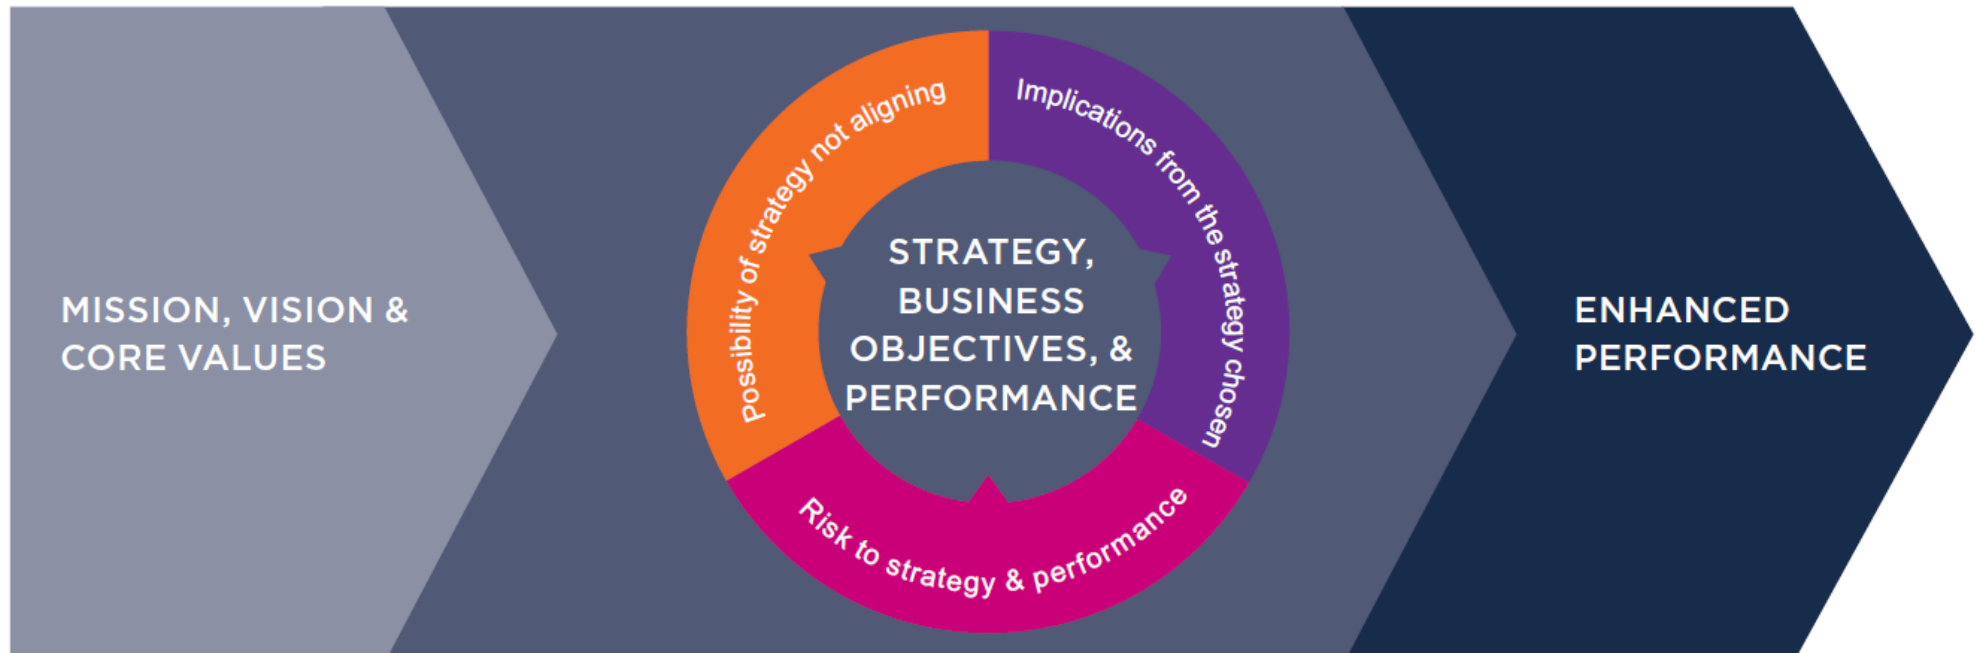 MISSION, VISION &
CORE VALUES
Possibility of strategy not aligning
Implications from the strategy chosen
STRATEGY,
BUSINESS
OBJECTIVES, &
PERFORMANCE
Risk to strategy & performance
ENHANCED
PERFORMANCE